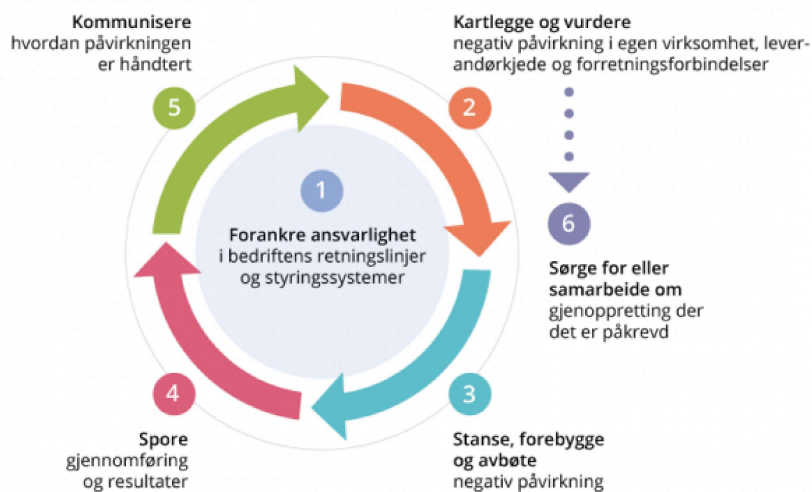 Kommunisere
hvordan påvirkningen
er håndtert
5
Kartlegge og vurdere
negativ påvirkning i egen virksomhet, lever-
andørkjede og forretningsforbindelser
2
1
Forankre ansvarlighet
i bedriftens retningslinjer
og styringssystemer
6
Sørge for eller
samarbeide om
gjenoppretting der
det er påkrevd
4
Spore
gjennomføring
og resultater
3
Stanse, forebygge
og avbøte
negativ påvirkning